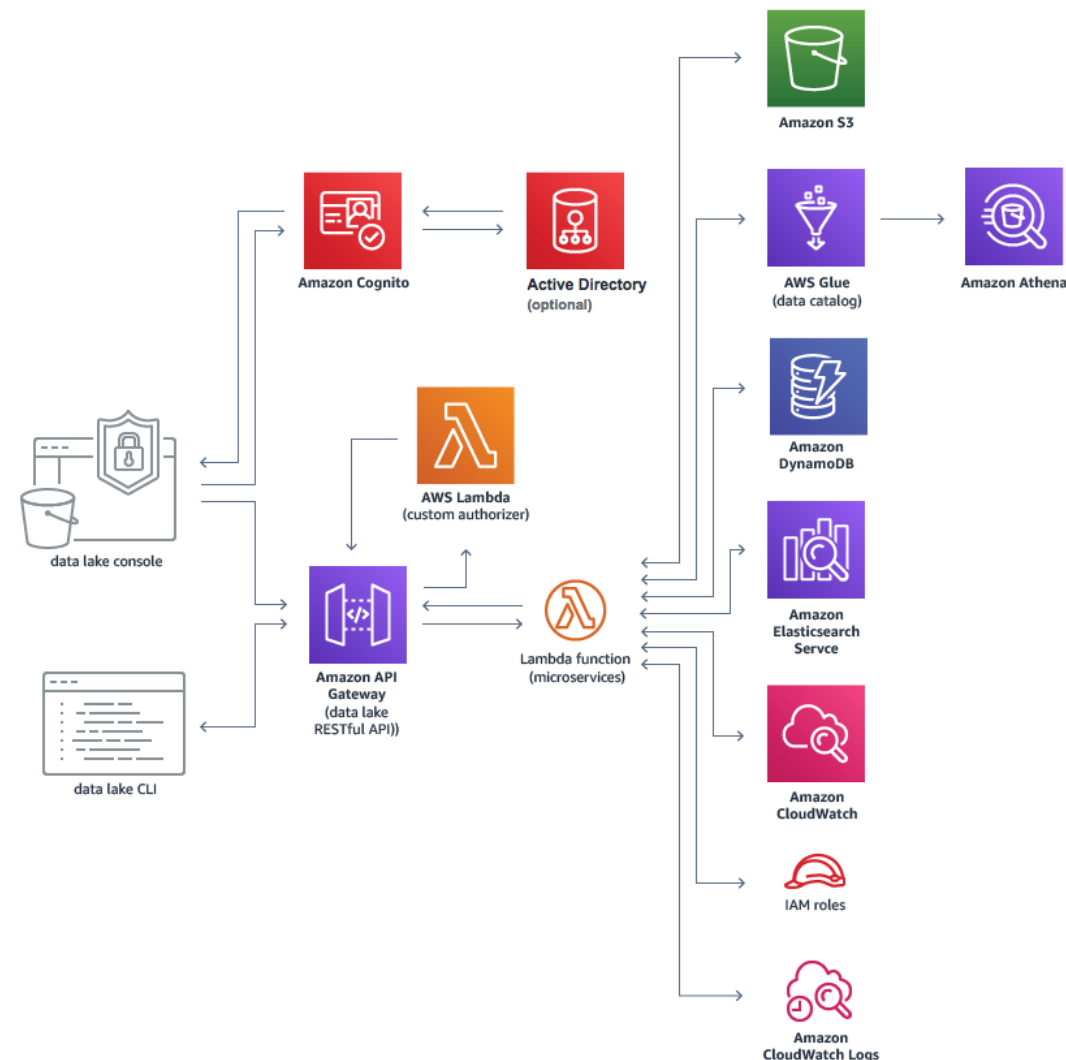 Amazon S3
Amazon Cognito
Active Directory
(optional)
AWS Glue
(data catalog)
Amazon Athena
Amazon
DynamoDB
AWS Lambda
(custom authorizer)
data lake console
</>
Amazon API
Gateway
(data lake
RESTful API))
Lambda function
(microservices)
Amazon
Elasticsearch
Servce
data lake CLI
Amazon
CloudWatch
IAM roles
Amazon
CloudWatch Logs